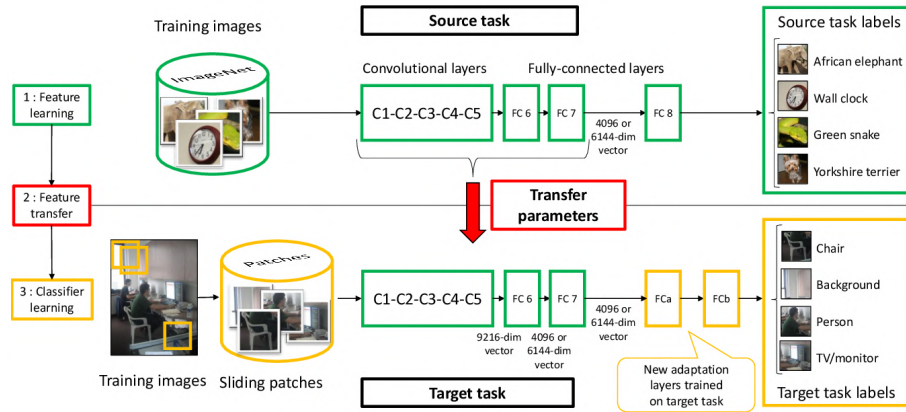 Source task
Training images
Source task labels
ImageNet
Convolutional layers
Fully-connected layers
African elephant
1 : Feature
learning
C1-C2-C3-C4-C5
FC 6
FC 7
FC 8
Wall clock
4096 or
6144-dim
vector
Green snake
Yorkshire terrier
2 : Feature
transfer
Transfer
parameters
Patches
Chair
3 : Classifier
learning
C1-C2-C3-C4-C5
FC 6
FC 7
FCa
FCb
Background
9216-dim
vector
4096 or
6144-dim
vector
4096 or
6144-dim
vector
Person
TV/monitor
New adaptation
layers trained
on target task
Training images
Sliding patches
Target task
Target task labels